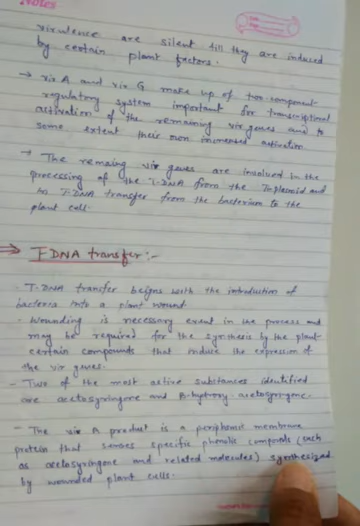 Notes
virulence are silent till they are induced
by certain plant factors.
→ vir A and vir G make up of two-component
regulatory system important for transcriptional
activation of the remaining vir genes and to
some extent their own increased activation
→ The remaing vir genes are involved in the
processing of the T-DNA from the Ti plasmid and
in T-DNA transfer from the bacterium to the
plant cell.
⇒ T-DNA transfer:-
- T-DNA transfer begins with the introduction of
bacteria into a plant wound
- Wounding is necessary event in the process and
may be required for the synthesis by the plant
certain compounds that induce the expression of
the vir genes.
- Two of the most active substances identified
are acetosyringone and
- The vir A product is a periplasmic membrane
protein that senses specific phenolic compounds (such
as acetosyringone and related molecules) synthesized
by wounded plant cells.